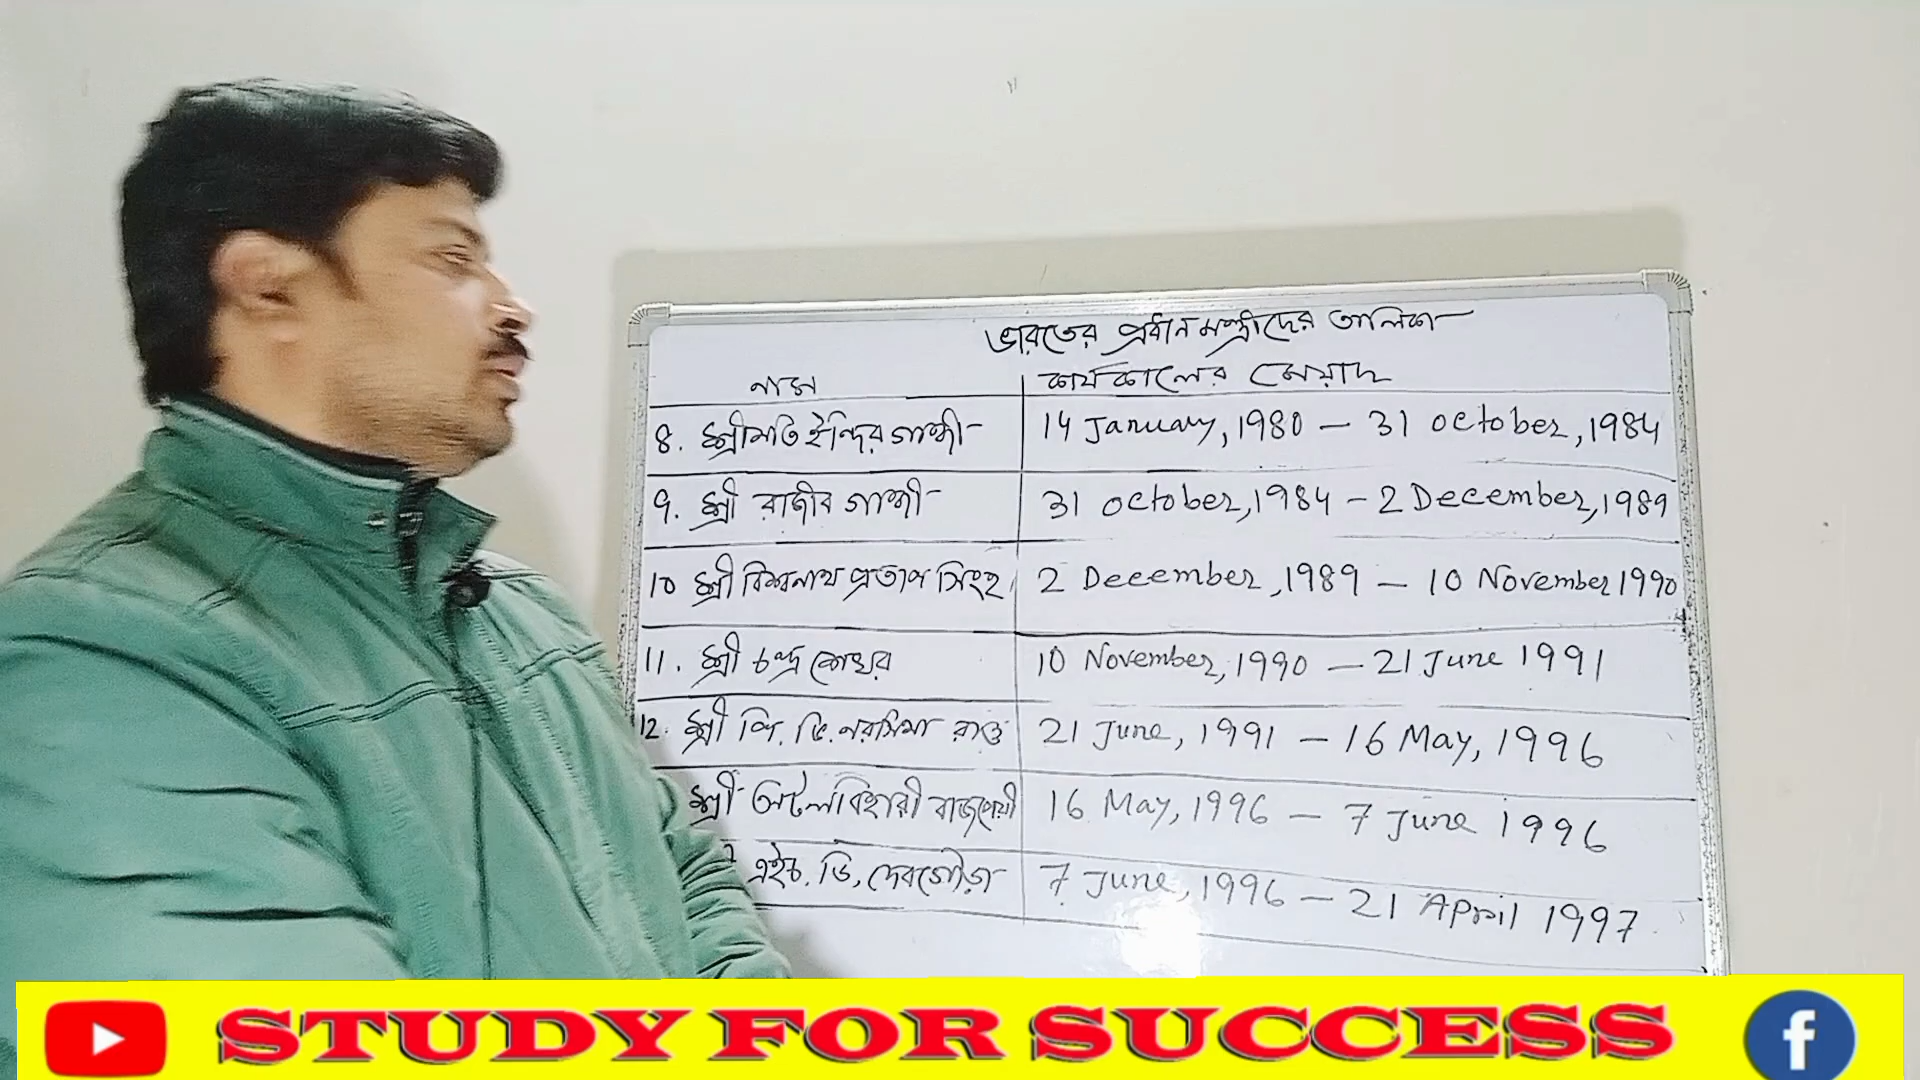 ভারতের প্রধানমন্ত্রীদের তালিকা
নাম কার্যকালের মেয়াদ
8. শ্রীমতি ইন্দিরা গান্ধী 14 January, 1980 – 31 October, 1984
9. শ্রী রাজীব গান্ধী 31 October, 1984 – 2 December, 1989
10 শ্রী বিশ্বনাথ প্রতাপ সিংহ 2 December, 1989 – 10 November 1990
11. শ্রী চন্দ্র শেখর 10 November, 1990 – 21 June 1991
12. শ্রী পি. ভি. নরসিমা রাও 21 June, 1991 – 16 May, 1996
শ্রী অটলবিহারী বাজপেয়ী 16 May, 1996 – 7 June 1996
এইচ. ডি. দেবগৌড়া 7 June, 1996 – 21 April 1997
STUDY FOR SUCCESS